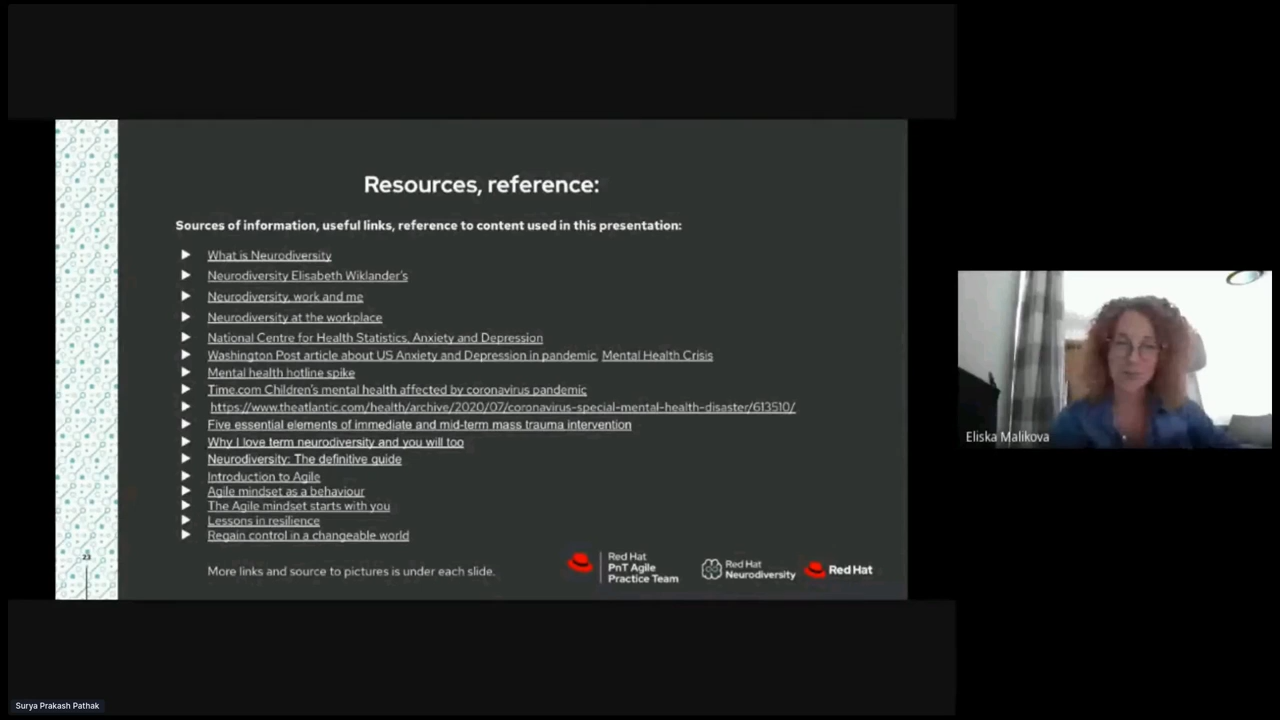 Resources, reference:
Sources of information, useful links, reference to content used in this presentation:
What is Neurodiversity
Neurodiversity Elisabeth Wiklander's
Neurodiversity, work and me
Neurodiversity at the workplace
National Centre for Health Statistics, Anxiety and Depression
Washington Post article about US Anxiety and Depression in pandemic, Mental Health Crisis
Mental health hotline spike
Time.com Children's mental health affected by coronavirus pandemic
https://www.theatlantic.com/health/archive/2020/07/coronavirus-special-mental-health-disaster/613510/
Five essential elements of immediate and mid-term mass trauma intervention
Why I love term neurodiversity and you will too
Neurodiversity: The definitive guide
Introduction to Agile
Agile mindset as a behaviour
The Agile mindset starts with you
Lessons in resilience
Regain control in a changeable world
23
More links and source to pictures is under each slide.
Red Hat
PnT Agile
Practice Team
Red Hat
Neurodiversity
Red Hat
Eliska Malikova
Surya Prakash Pathak